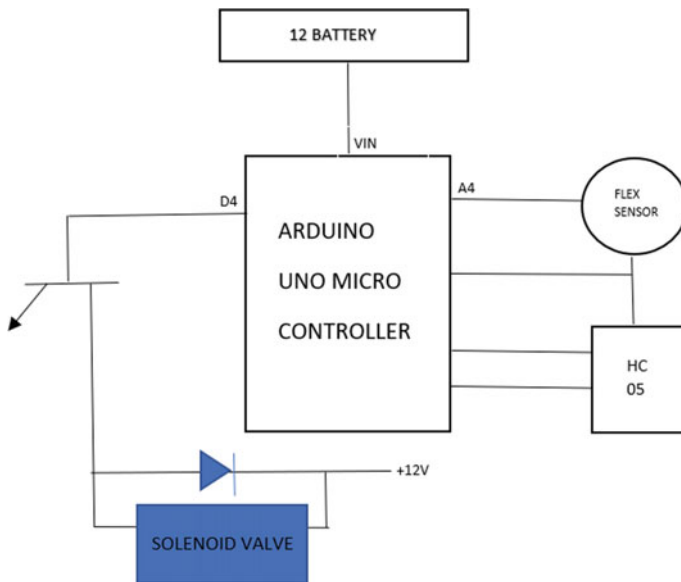 12 BATTERY
VIN
D4
A4
FLEX
SENSOR
ARDUINO
UNO MICRO
CONTROLLER
HC
05
+12V
SOLENOID VALVE